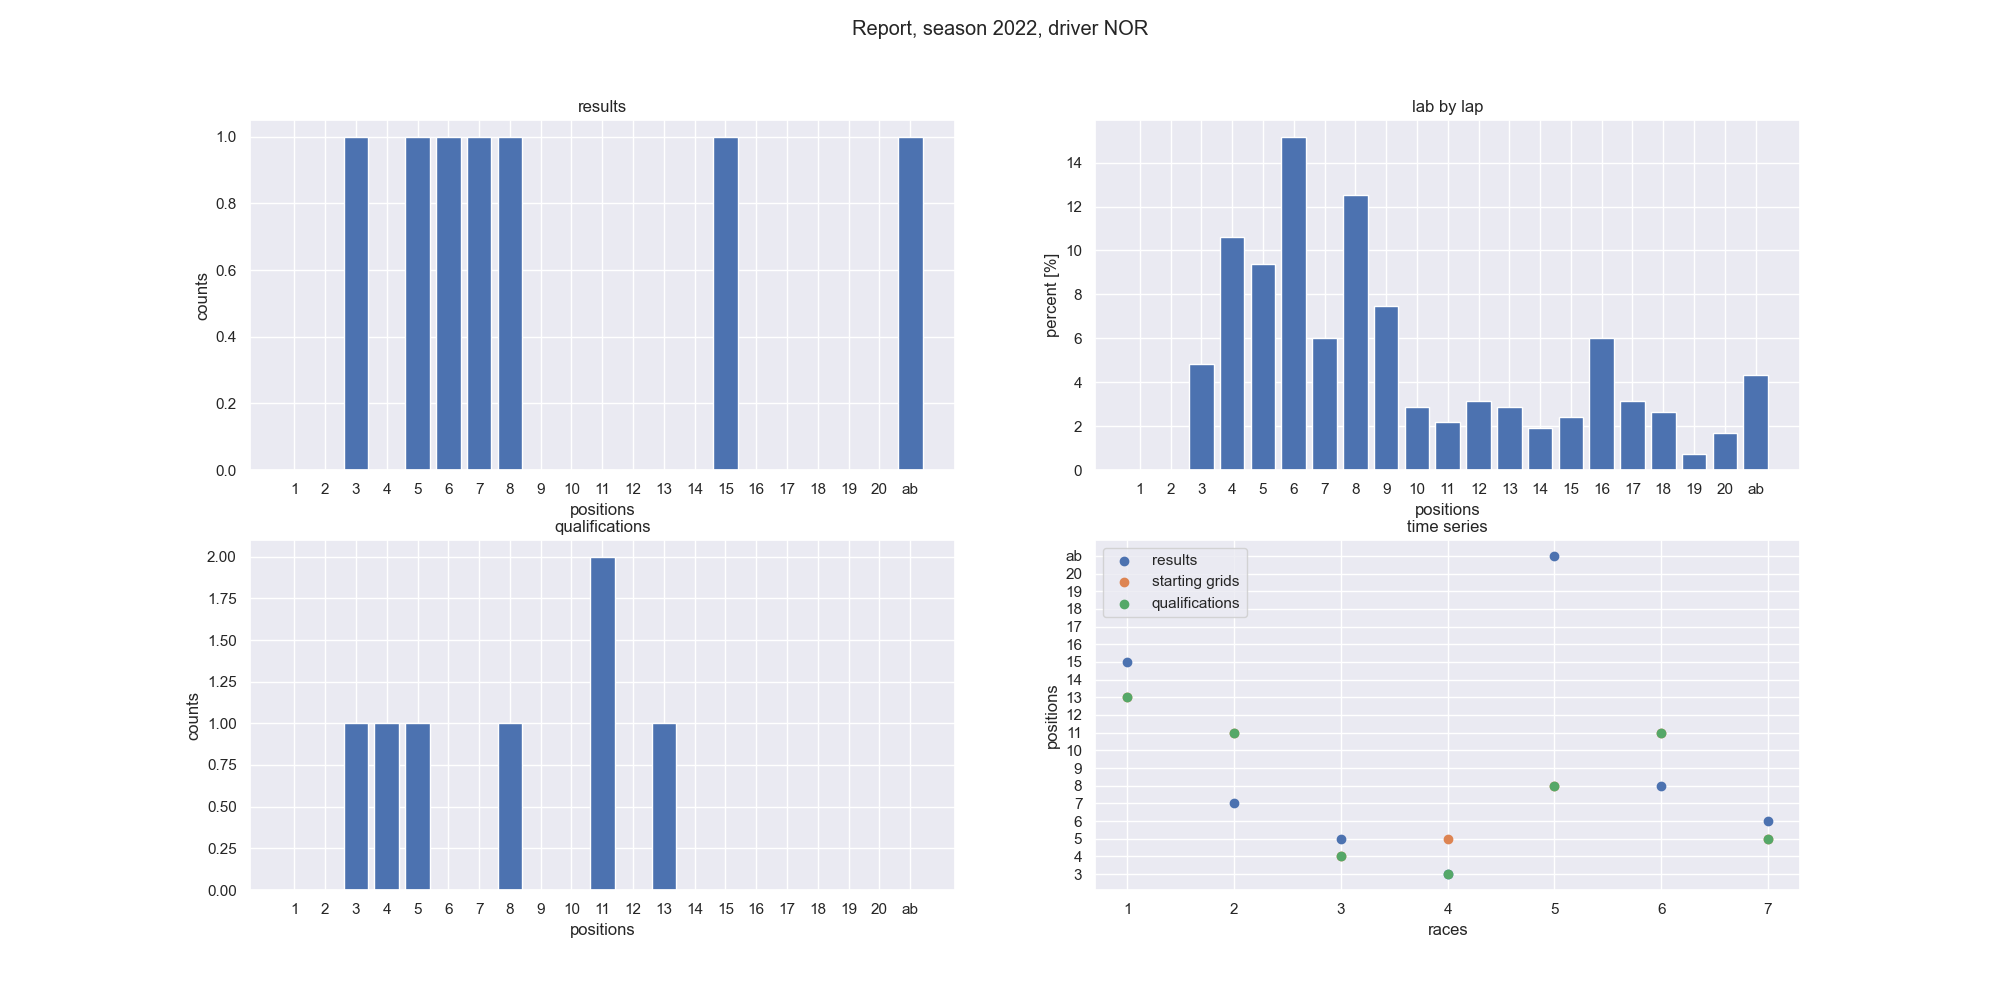 Report, season 2022, driver NOR
results
1.0
0.8
0.6
0.4
0.2
0.0
counts
1 2 3 4 5 6 7 8 9 10 11 12 13 14 15 16 17 18 19 20 ab
positions
lab by lap
14
12
10
8
6
4
2
0
percent [%]
1 2 3 4 5 6 7 8 9 10 11 12 13 14 15 16 17 18 19 20 ab
positions
qualifications
2.00
1.75
1.50
1.25
1.00
0.75
0.50
0.25
0.00
counts
1 2 3 4 5 6 7 8 9 10 11 12 13 14 15 16 17 18 19 20 ab
positions
time series
ab
20
19
18
17
16
15
14
13
12
11
10
9
8
7
6
5
4
3
positions
results
starting grids
qualifications
1 2 3 4 5 6 7
races